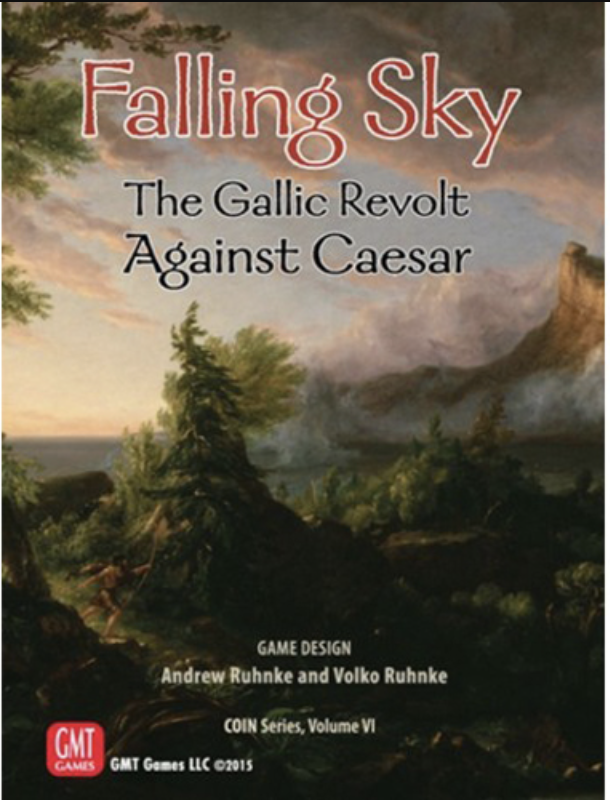 Falling Sky
The Gallic Revolt
Against Caesar
GAME DESIGN
Andrew Ruhnke and Volko Ruhnke
COIN Series, Volume VI
GMT
GAMES
GMT Games LLC ©2015